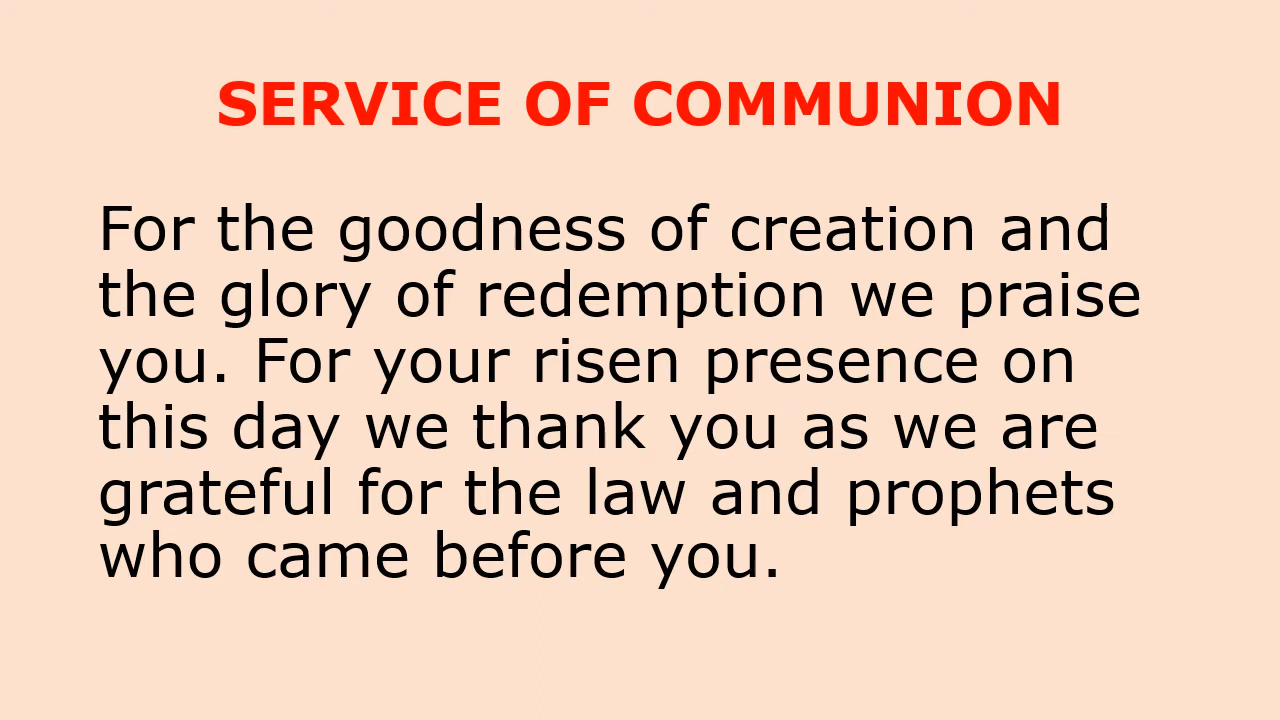 SERVICE OF COMMUNION
For the goodness of creation and
the glory of redemption we praise
you. For your risen presence on
this day we thank you as we are
grateful for the law and prophets
who came before you.